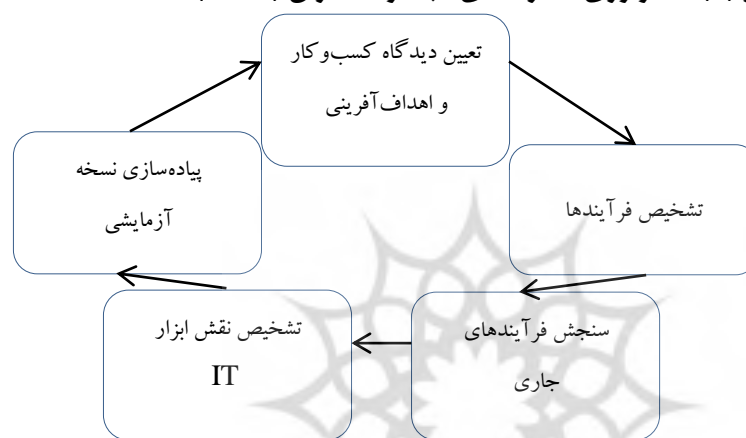 تعیین دیدگاه کسب‌وکار
و اهداف‌آفرینی
تشخیص فرآیندها
سنجش فرآیندهای
جاری
تشخیص نقش ابزار
IT
پیاده‌سازی نسخه
آزمایشی